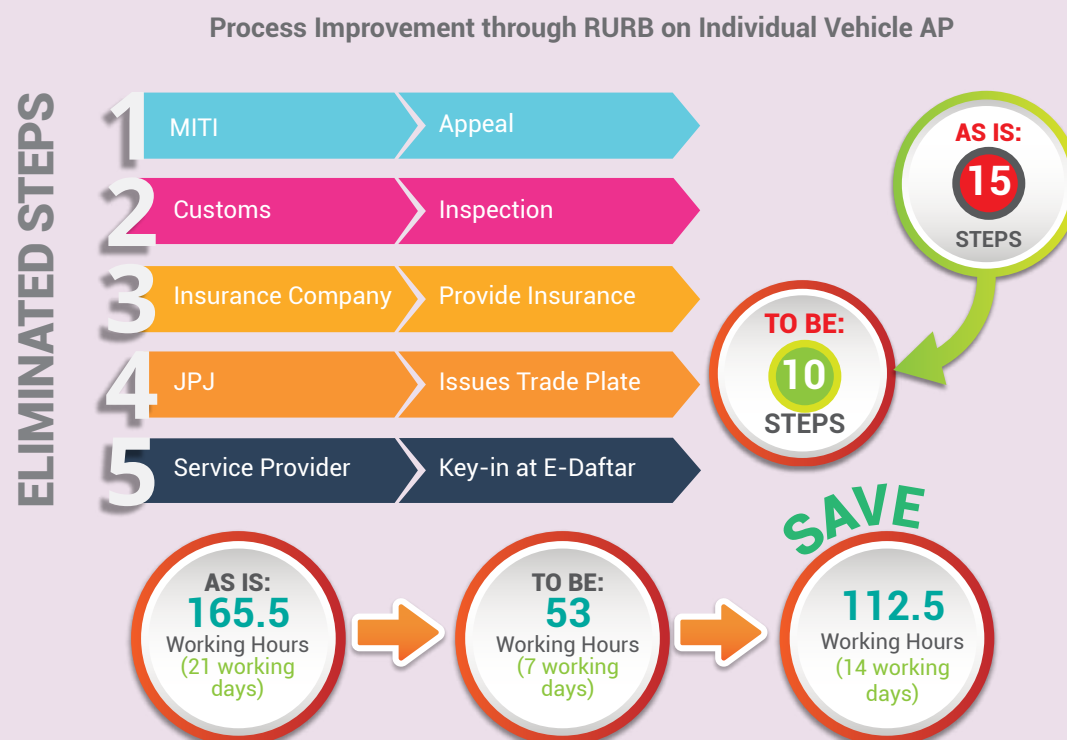 Process Improvement through RURB on Individual Vehicle AP
ELIMINATED STEPS
1 MITI Appeal
2 Customs Inspection
3 Insurance Company Provide Insurance
4 JPJ Issues Trade Plate
5 Service Provider Key-in at E-Daftar
AS IS:
15
STEPS
TO BE:
10
STEPS
AS IS:
165.5
Working Hours
(21 working
days)
TO BE:
53
Working Hours
(7 working
days)
SAVE
112.5
Working Hours
(14 working
days)